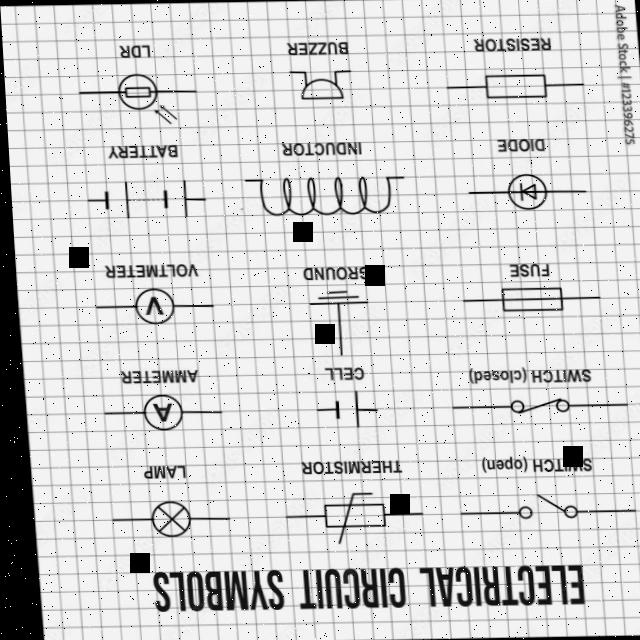 ELECTRICAL CIRCUIT SYMBOLS
SWITCH (open)
THERMISTOR
LAMP
SWITCH (closed)
CELL
AMMETER
A
FUSE
GROUND
VOLTMETER
V
DIODE
INDUCTOR
BATTERY
RESISTOR
BUZZER
LDR
Adobe Stock | #123396275